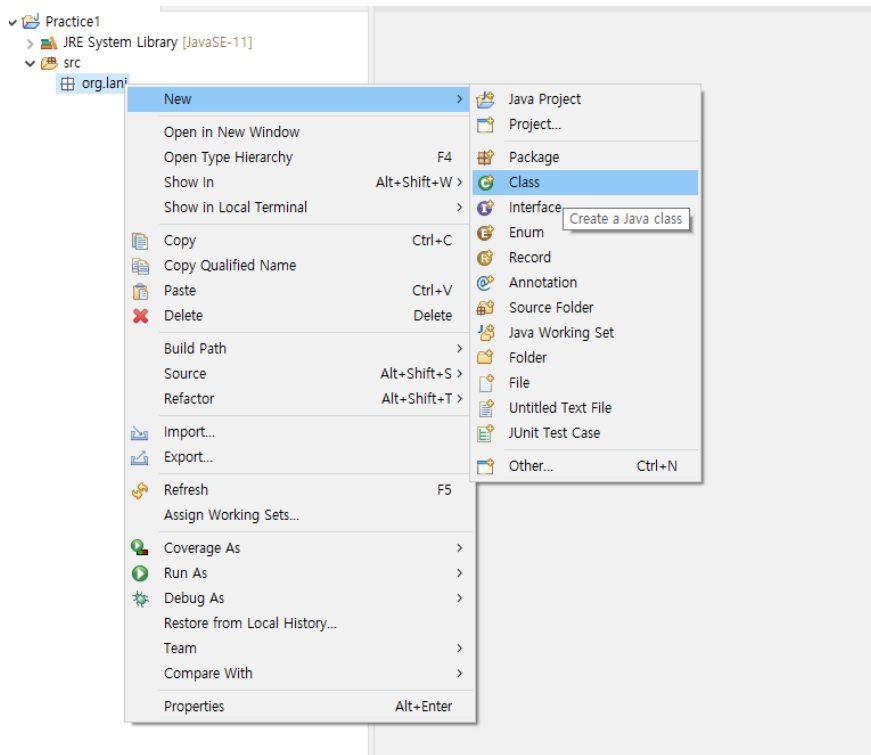 Practice1
JRE System Library [JavaSE-11]
src
org.lani
New
Open in New Window
Open Type Hierarchy F4
Show In Alt+Shift+W >
Show in Local Terminal
Copy Ctrl+C
Copy Qualified Name
Paste Ctrl+V
Delete Delete
Build Path
Source Alt+Shift+S >
Refactor Alt+Shift+T >
Import...
Export...
Refresh F5
Assign Working Sets...
Coverage As
Run As
Debug As
Restore from Local History...
Team
Compare With
Properties Alt+Enter
Java Project
Project...
Package
Class
Interface
Create a Java class
Enum
Record
Annotation
Source Folder
Java Working Set
Folder
File
Untitled Text File
JUnit Test Case
Other... Ctrl+N